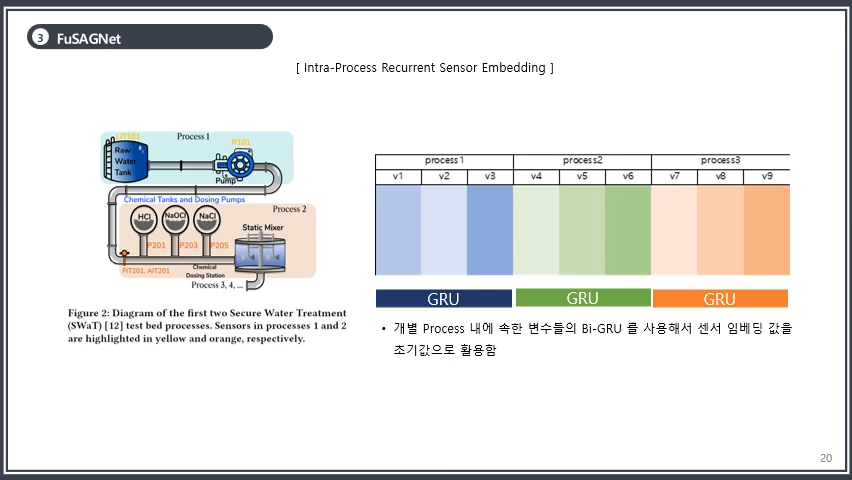 3 FuSAGNet
[ Intra-Process Recurrent Sensor Embedding ]
LIT101
Process 1
P101
Raw
Water
Tank
Pump
Chemical Tanks and Dosing Pumps
Process 2
HCl
NaOCl
NaCl
Static Mixer
P201
P203
P205
FIT201, AIT201
Chemical
Dosing Station
Process 3, 4, ...
Figure 2: Diagram of the first two Secure Water Treatment
(SWaT) [12] test bed processes. Sensors in processes 1 and 2
are highlighted in yellow and orange, respectively.
process1 process2 process3
v1 v2 v3 v4 v5 v6 v7 v8 v9
GRU GRU GRU
• 개별 Process 내에 속한 변수들의 Bi-GRU 를 사용해서 센서 임베딩 값을
초기값으로 활용함
20